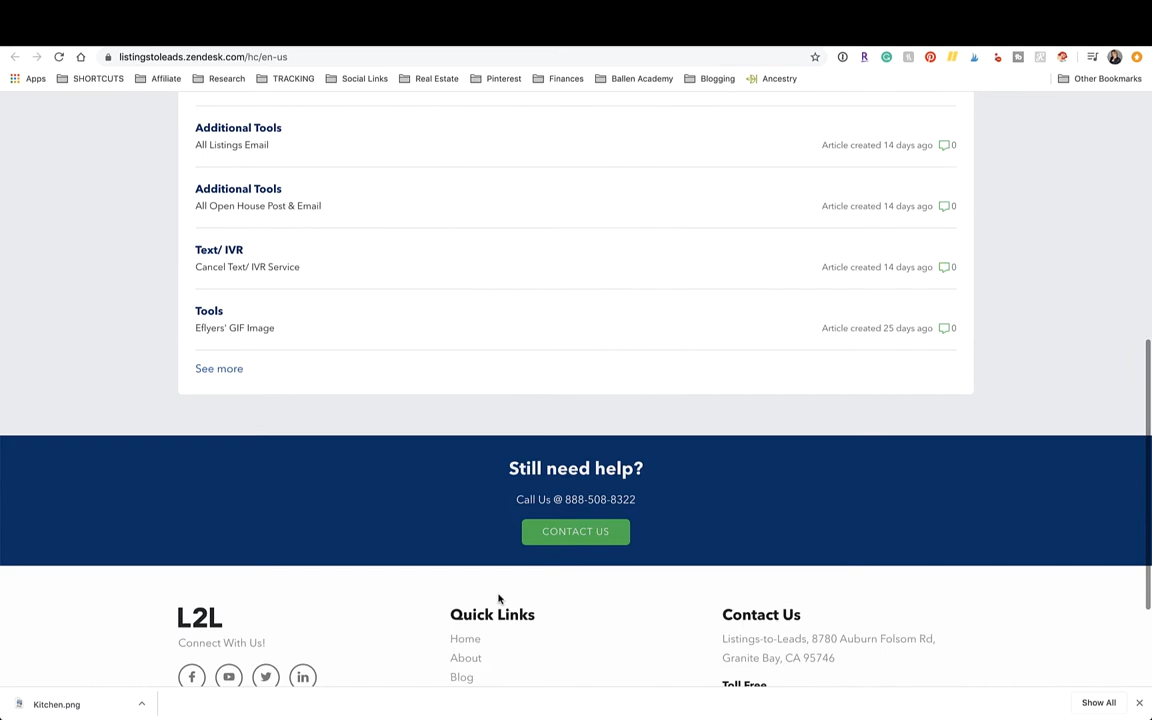 listingstoleads.zendesk.com/hc/en-us
Apps SHORTCUTS Affiliate Research TRACKING Social Links Real Estate Pinterest Finances Ballen Academy Blogging Ancestry Other Bookmarks
Additional Tools
All Listings Email Article created 14 days ago 0
Additional Tools
All Open House Post & Email Article created 14 days ago 0
Text/ IVR
Cancel Text/ IVR Service Article created 14 days ago 0
Tools
Eflyers' GIF Image Article created 25 days ago 0
See more
Still need help?
Call Us @ 888-508-8322
CONTACT US
L2L
Connect With Us!
Quick Links
Home
About
Blog
Contact Us
Listings-to-Leads, 8780 Auburn Folsom Rd,
Granite Bay, CA 95746
Toll Free
Kitchen.png Show All